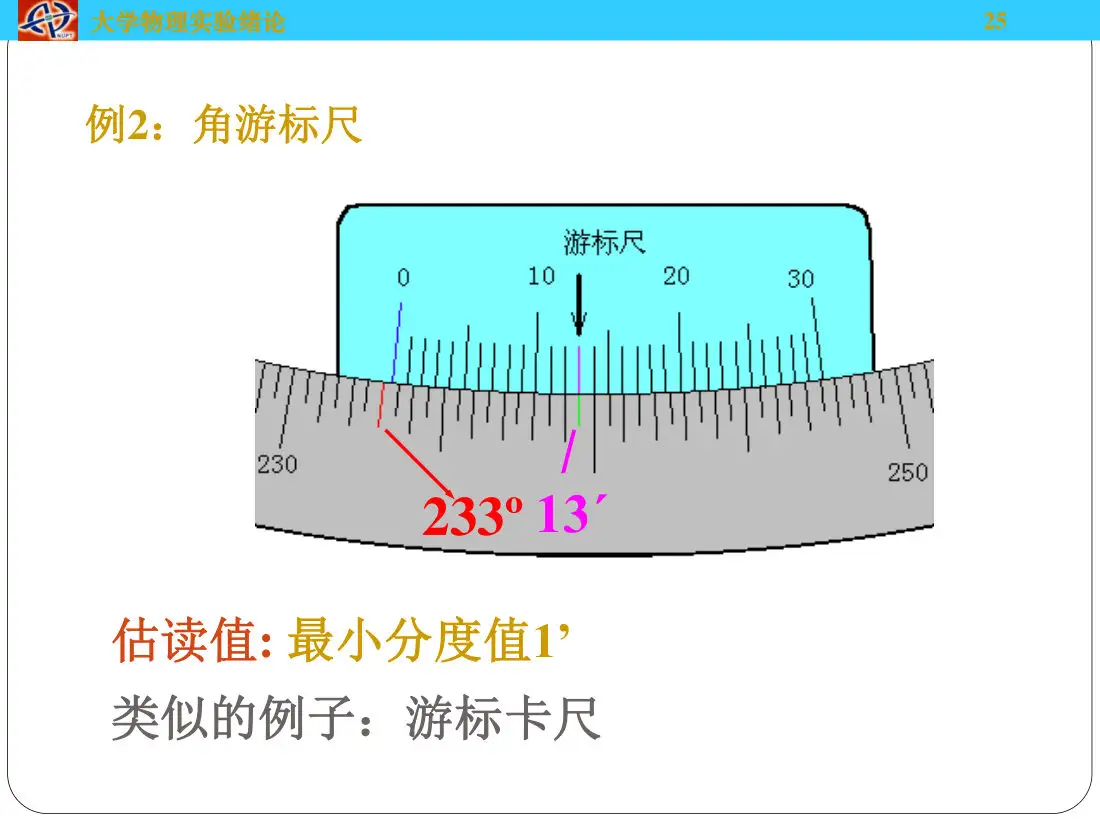 大学物理实验绪论 25
NUPT
例2：角游标尺
游标尺
0 10 20 30
230 250
233º 13´
估读值: 最小分度值1’
类似的例子：游标卡尺